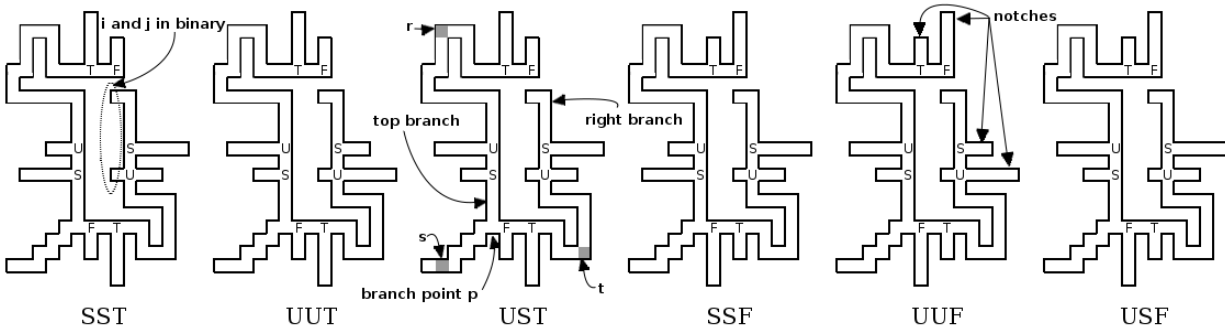 i and j in binary
r
notches
T F
T F
T F
T F
T F
T F
top branch
right branch
U S
U S
U S
U S
S
U S
S U
S U
S U
S U
S U
S U
s
F T
F T
F T
F T
F T
F T
branch point p
t
SST
UUT
UST
SSF
UUF
USF